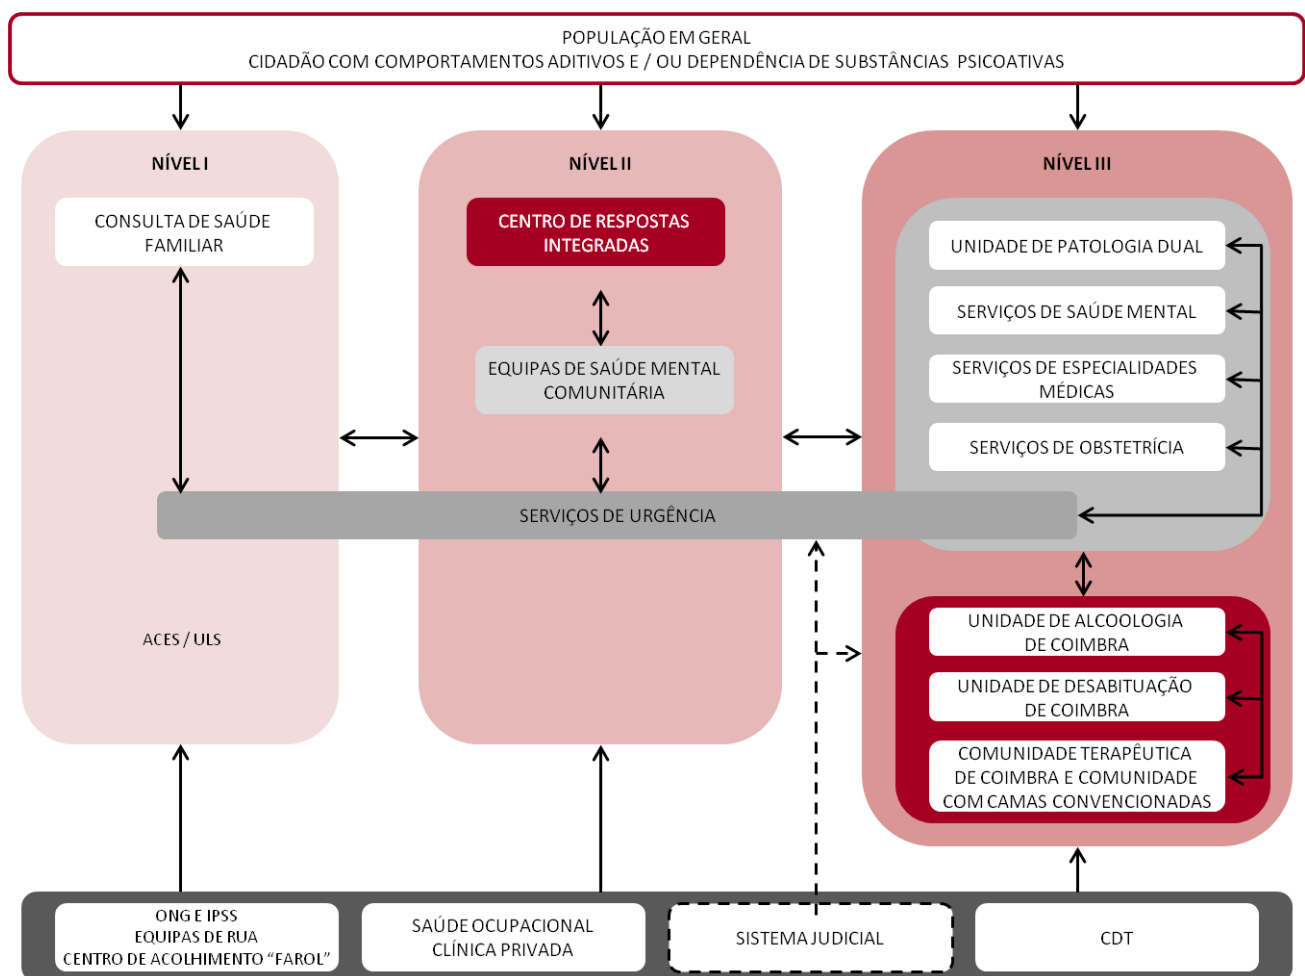 POPULAÇÃO EM GERAL
CIDADÃO COM COMPORTAMENTOS ADITIVOS E / OU DEPENDÊNCIA DE SUBSTÂNCIAS PSICOATIVAS
NÍVEL I
CONSULTA DE SAÚDE
FAMILIAR
ACES / ULS
NÍVEL II
CENTRO DE RESPOSTAS
INTEGRADAS
EQUIPAS DE SAÚDE MENTAL
COMUNITÁRIA
SERVIÇOS DE URGÊNCIA
NÍVEL III
UNIDADE DE PATOLOGIA DUAL
SERVIÇOS DE SAÚDE MENTAL
SERVIÇOS DE ESPECIALIDADES
MÉDICAS
SERVIÇOS DE OBSTETRÍCIA
UNIDADE DE ALCOOLOGIA
DE COIMBRA
UNIDADE DE DESABITUAÇÃO
DE COIMBRA
COMUNIDADE TERAPÊUTICA
DE COIMBRA E COMUNIDADE
COM CAMAS CONVENCIONADAS
ONG E IPSS
EQUIPAS DE RUA
CENTRO DE ACOLHIMENTO “FAROL”
SAÚDE OCUPACIONAL
CLÍNICA PRIVADA
SISTEMA JUDICIAL
CDT